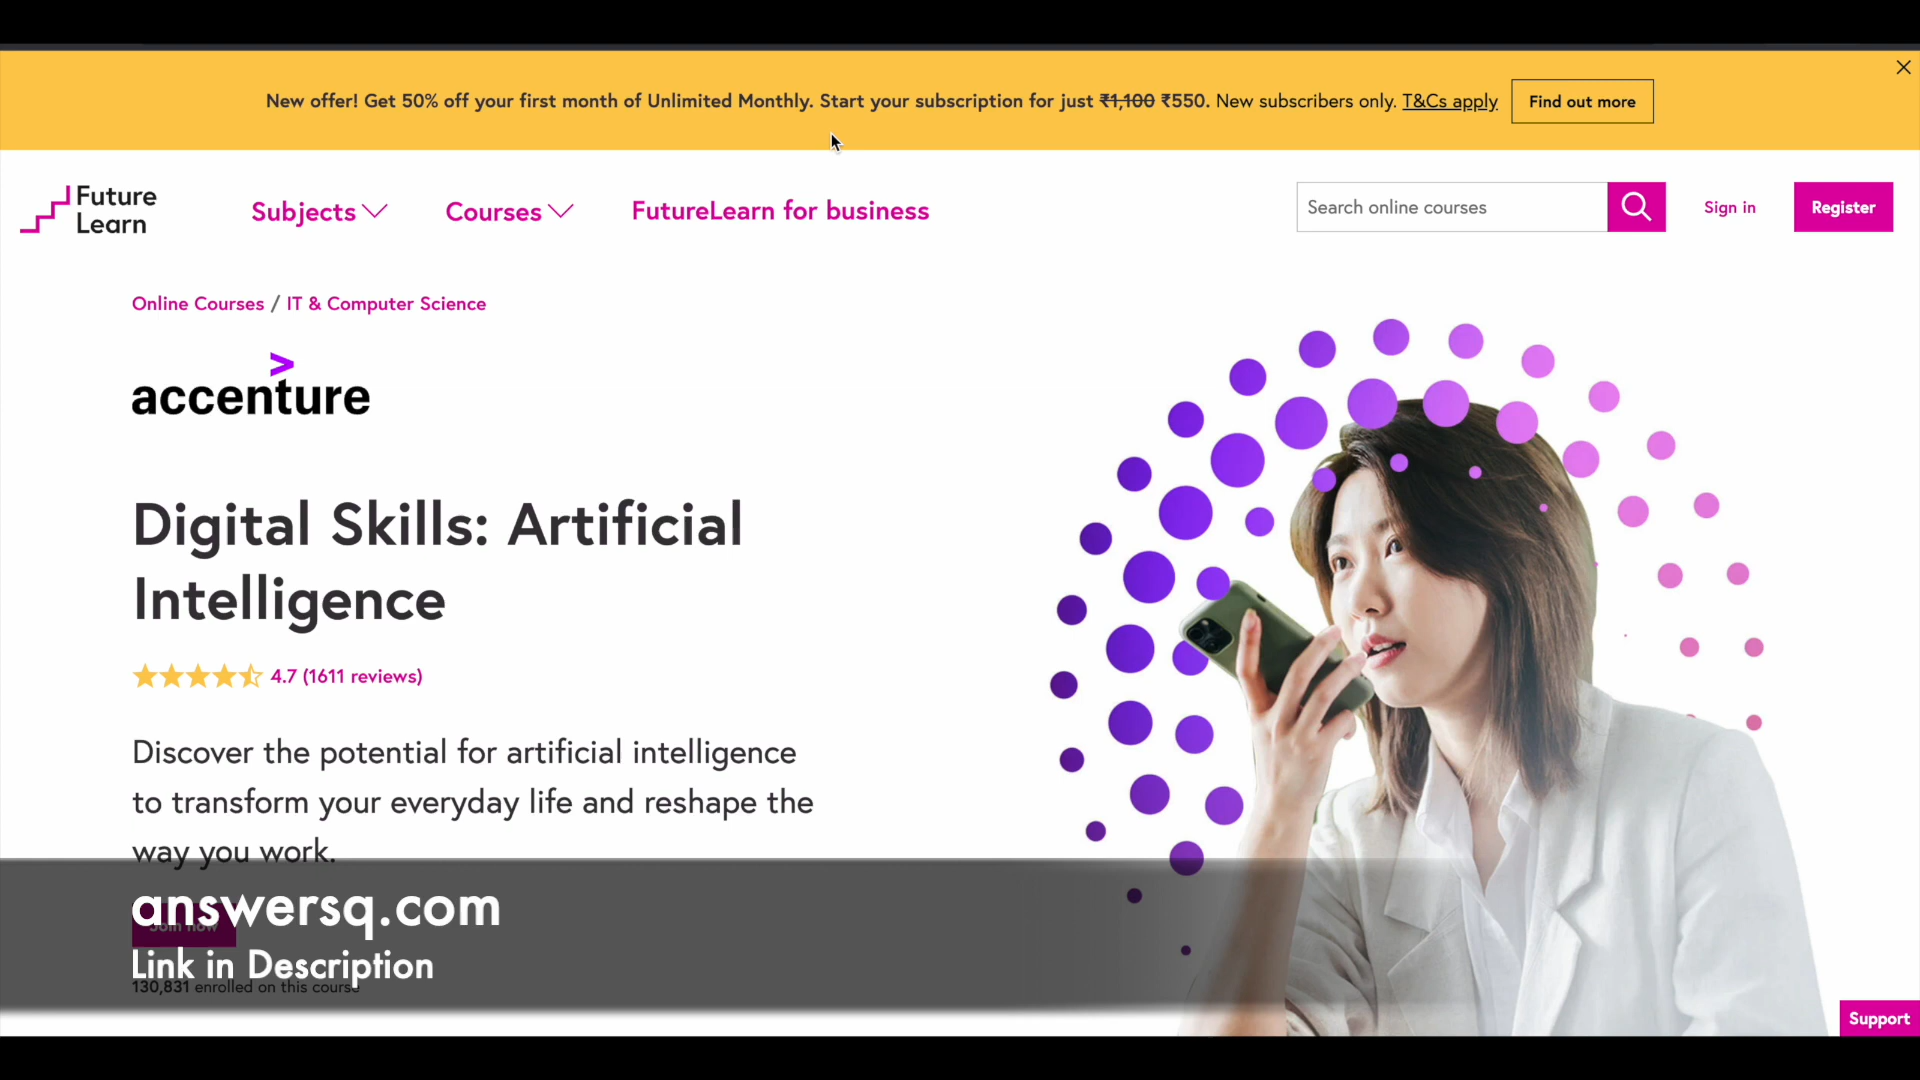 New offer! Get 50% off your first month of Unlimited Monthly. Start your subscription for just ₹1,100 ₹550. New subscribers only. T&Cs apply
Find out more
Future
Learn
Subjects
Courses
FutureLearn for business
Search online courses
Sign in
Register
Online Courses / IT & Computer Science
accenture
Digital Skills: Artificial
Intelligence
4.7 (1611 reviews)
Discover the potential for artificial intelligence
to transform your everyday life and reshape the
way you work.
answersq.com
Join now
Link in Description
130,831 enrolled on this course
Support